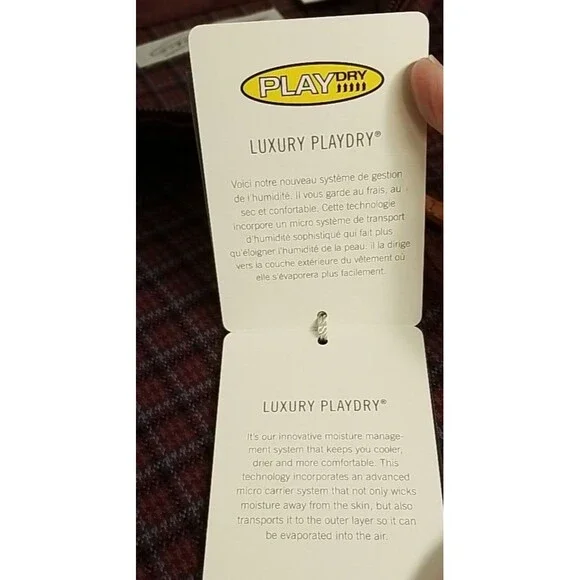 PLAYDRY
LUXURY PLAYDRY®
Voici notre nouveau système de gestion
de l'humidité. Il vous garde au frais, au
sec et confortable. Cette technologie
incorpore un micro système de transport
d'humidité sophistiqué qui fait plus
qu'éloigner l'humidité de la peau: il la dirige
vers la couche extérieure du vêtement où
elle s'évaporera plus facilement.
LUXURY PLAYDRY®
It's our innovative moisture manage-
ment system that keeps you cooler,
drier and more comfortable. This
technology incorporates an advanced
micro carrier system that not only wicks
moisture away from the skin, but also
transports it to the outer layer so it can
be evaporated into the air.